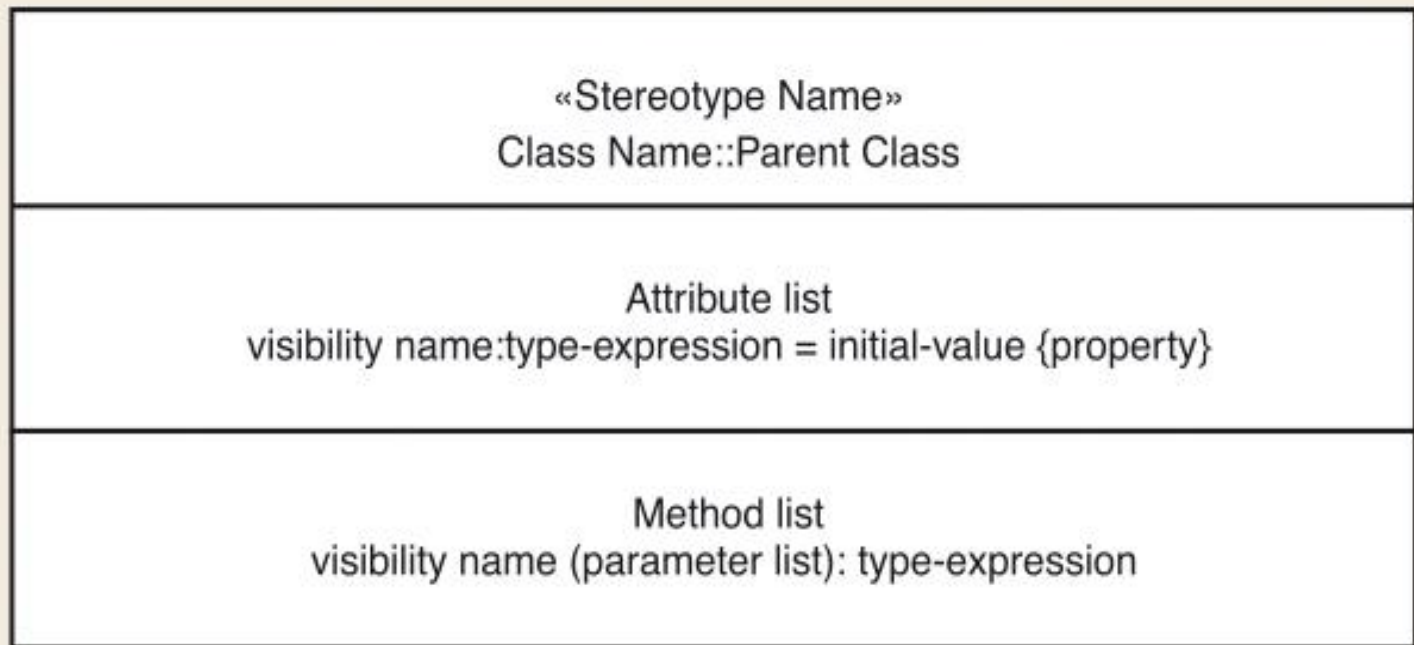 «Stereotype Name»
Class Name::Parent Class
Attribute list
visibility name:type-expression = initial-value {property}
Method list
visibility name (parameter list): type-expression